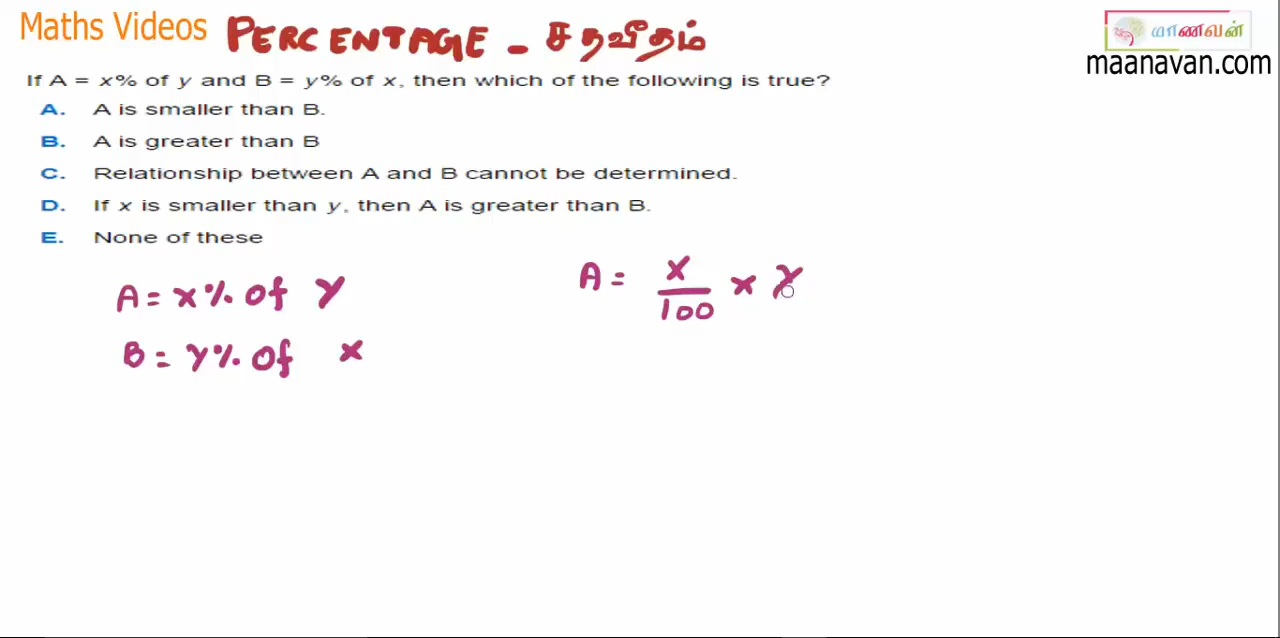 Maths Videos PERCENTAGE - சதவீதம்
மாணவன்
maanavan.com
If A = x% of y and B = y% of x, then which of the following is true?
A. A is smaller than B.
B. A is greater than B
C. Relationship between A and B cannot be determined.
D. If x is smaller than y, then A is greater than B.
E. None of these
A = x% of y
B = y% of x
A = x/100 × y